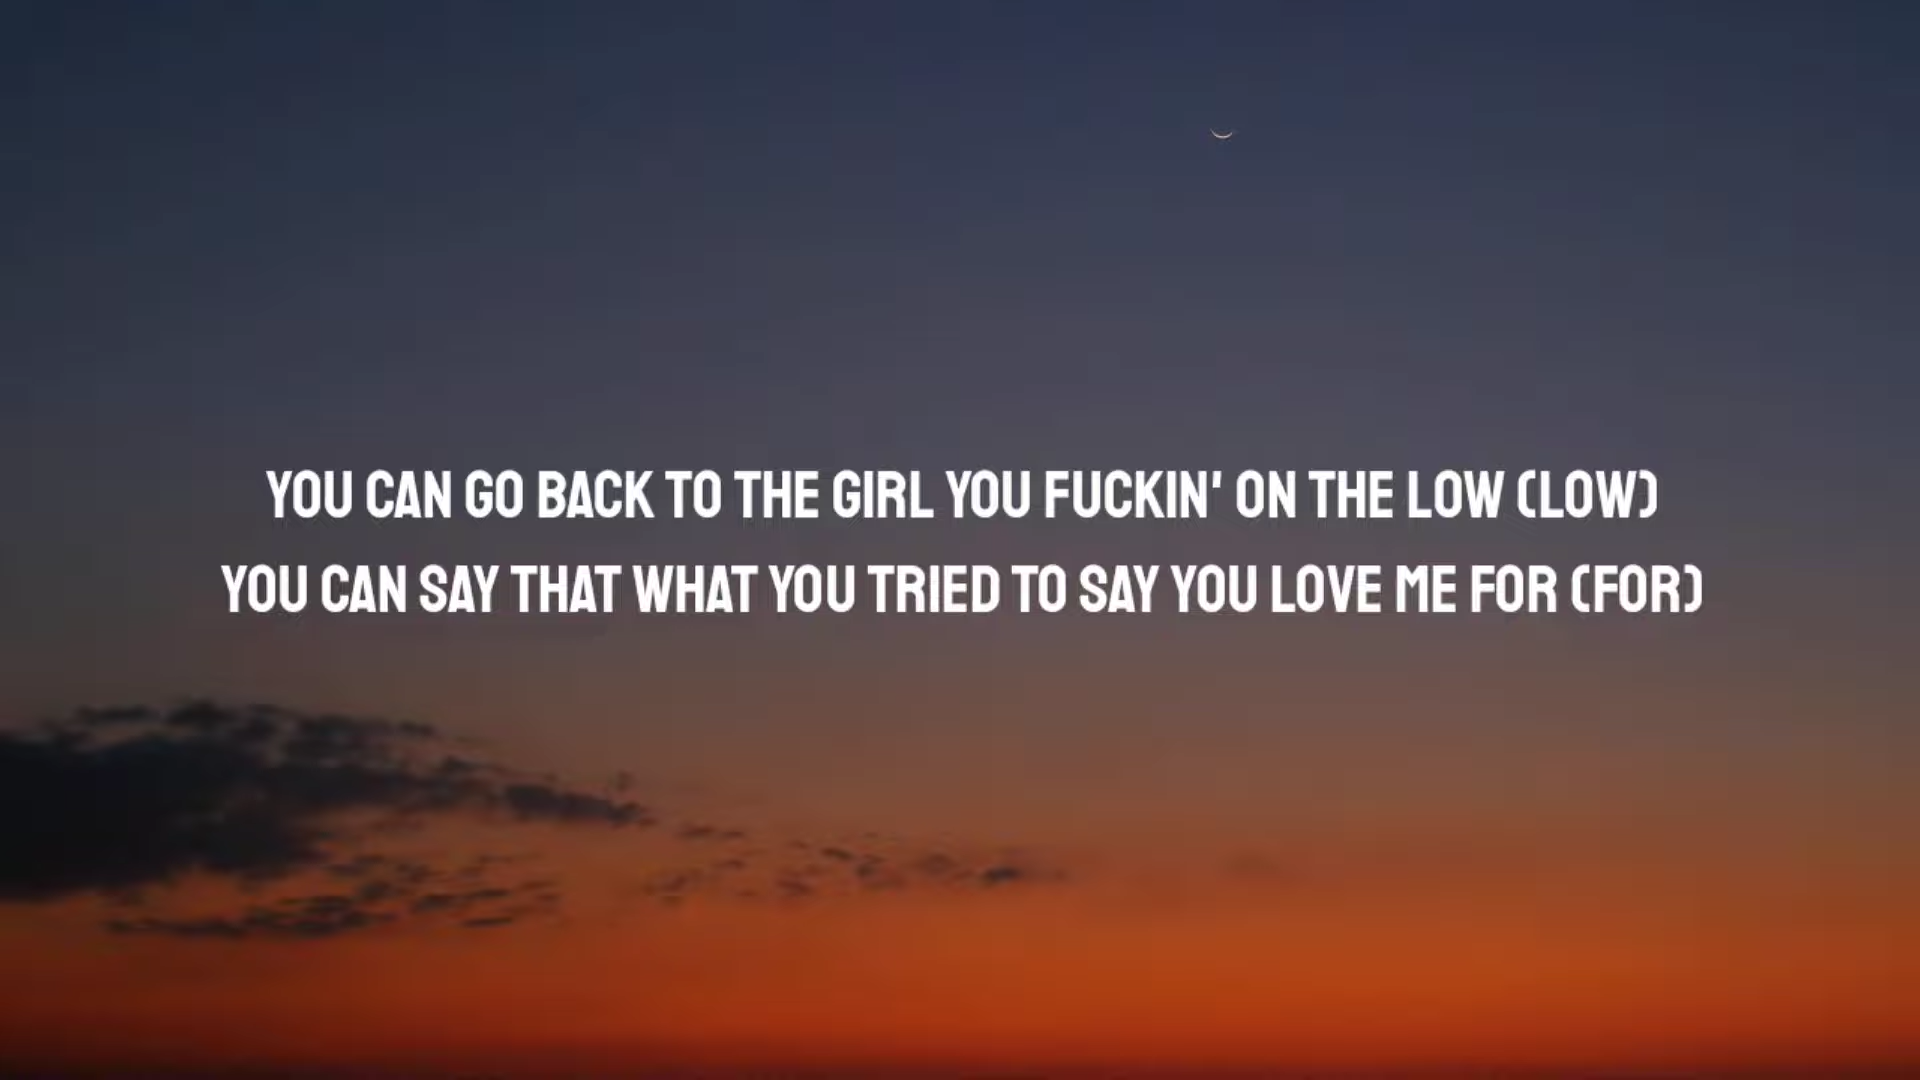 YOU CAN GO BACK TO THE GIRL YOU FUCKIN' ON THE LOW (LOW)
YOU CAN SAY THAT WHAT YOU TRIED TO SAY YOU LOVE ME FOR (FOR)